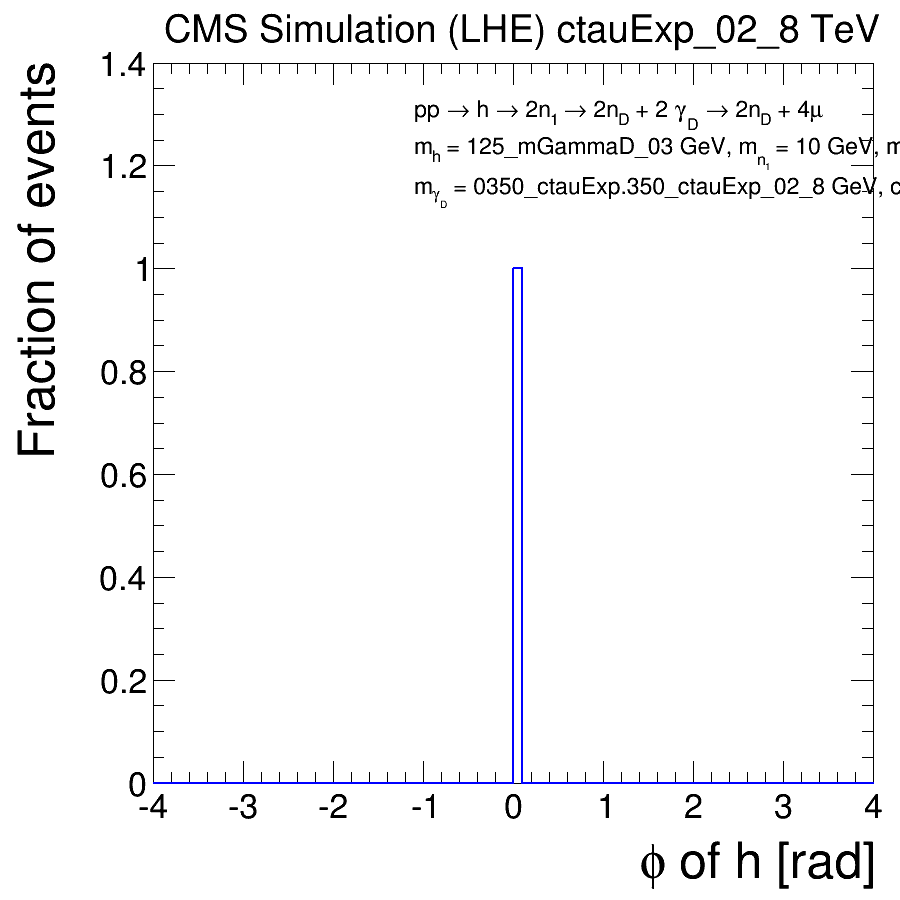 CMS Simulation (LHE) ctauExp_02_8 TeV
pp → h → 2n1 → 2nD + 2 γD → 2nD + 4μ
mh = 125_mGammaD_03 GeV, mn1 = 10 GeV, m
mγD = 0350_ctauExp.350_ctauExp_02_8 GeV, c
Fraction of events
1.4
1.2
1
0.8
0.6
0.4
0.2
0
-4 -3 -2 -1 0 1 2 3 4
ϕ of h [rad]